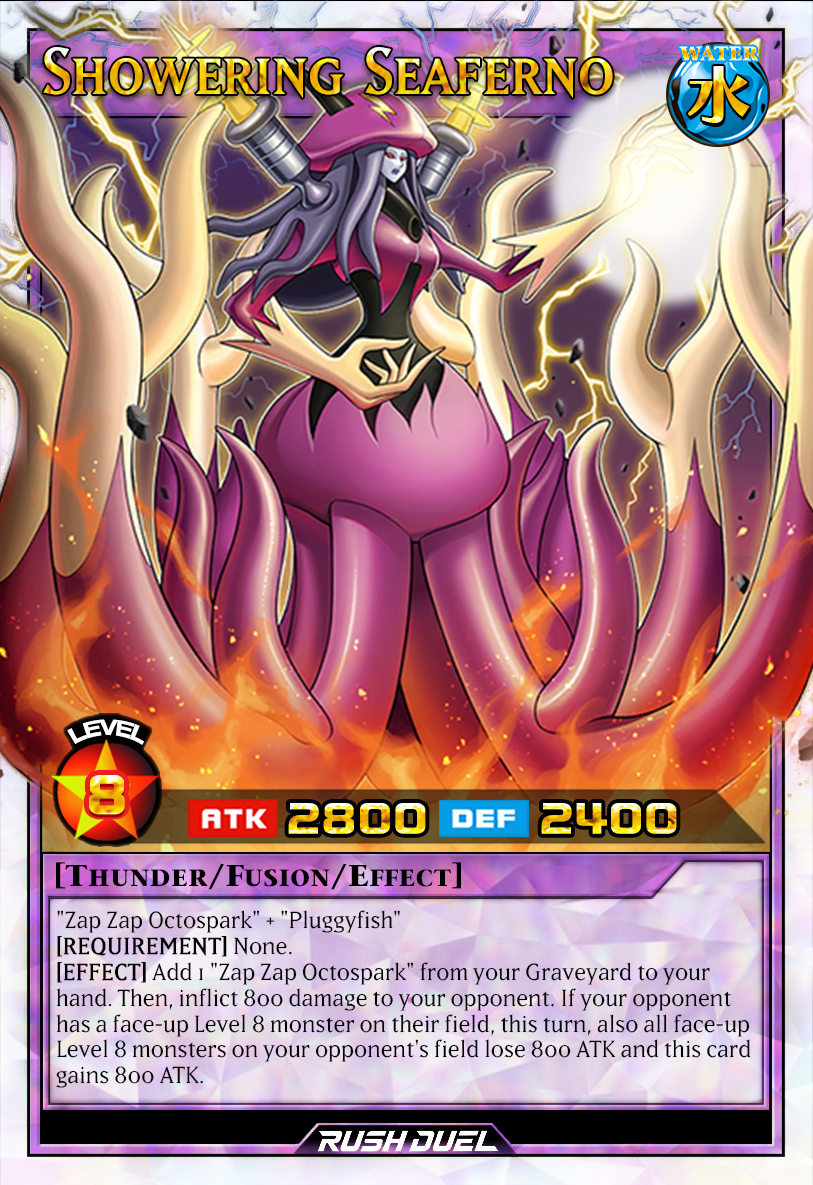 SHOWERING SEAFERNO
WATER
水
LEVEL
8
ATK 2800 DEF 2400
[THUNDER/FUSION/EFFECT]
"Zap Zap Octospark" + "Pluggyfish"
[REQUIREMENT] None.
[EFFECT] Add 1 "Zap Zap Octospark" from your Graveyard to your
hand. Then, inflict 800 damage to your opponent. If your opponent
has a face-up Level 8 monster on their field, this turn, also all face-up
Level 8 monsters on your opponent's field lose 800 ATK and this card
gains 800 ATK.
RUSH DUEL